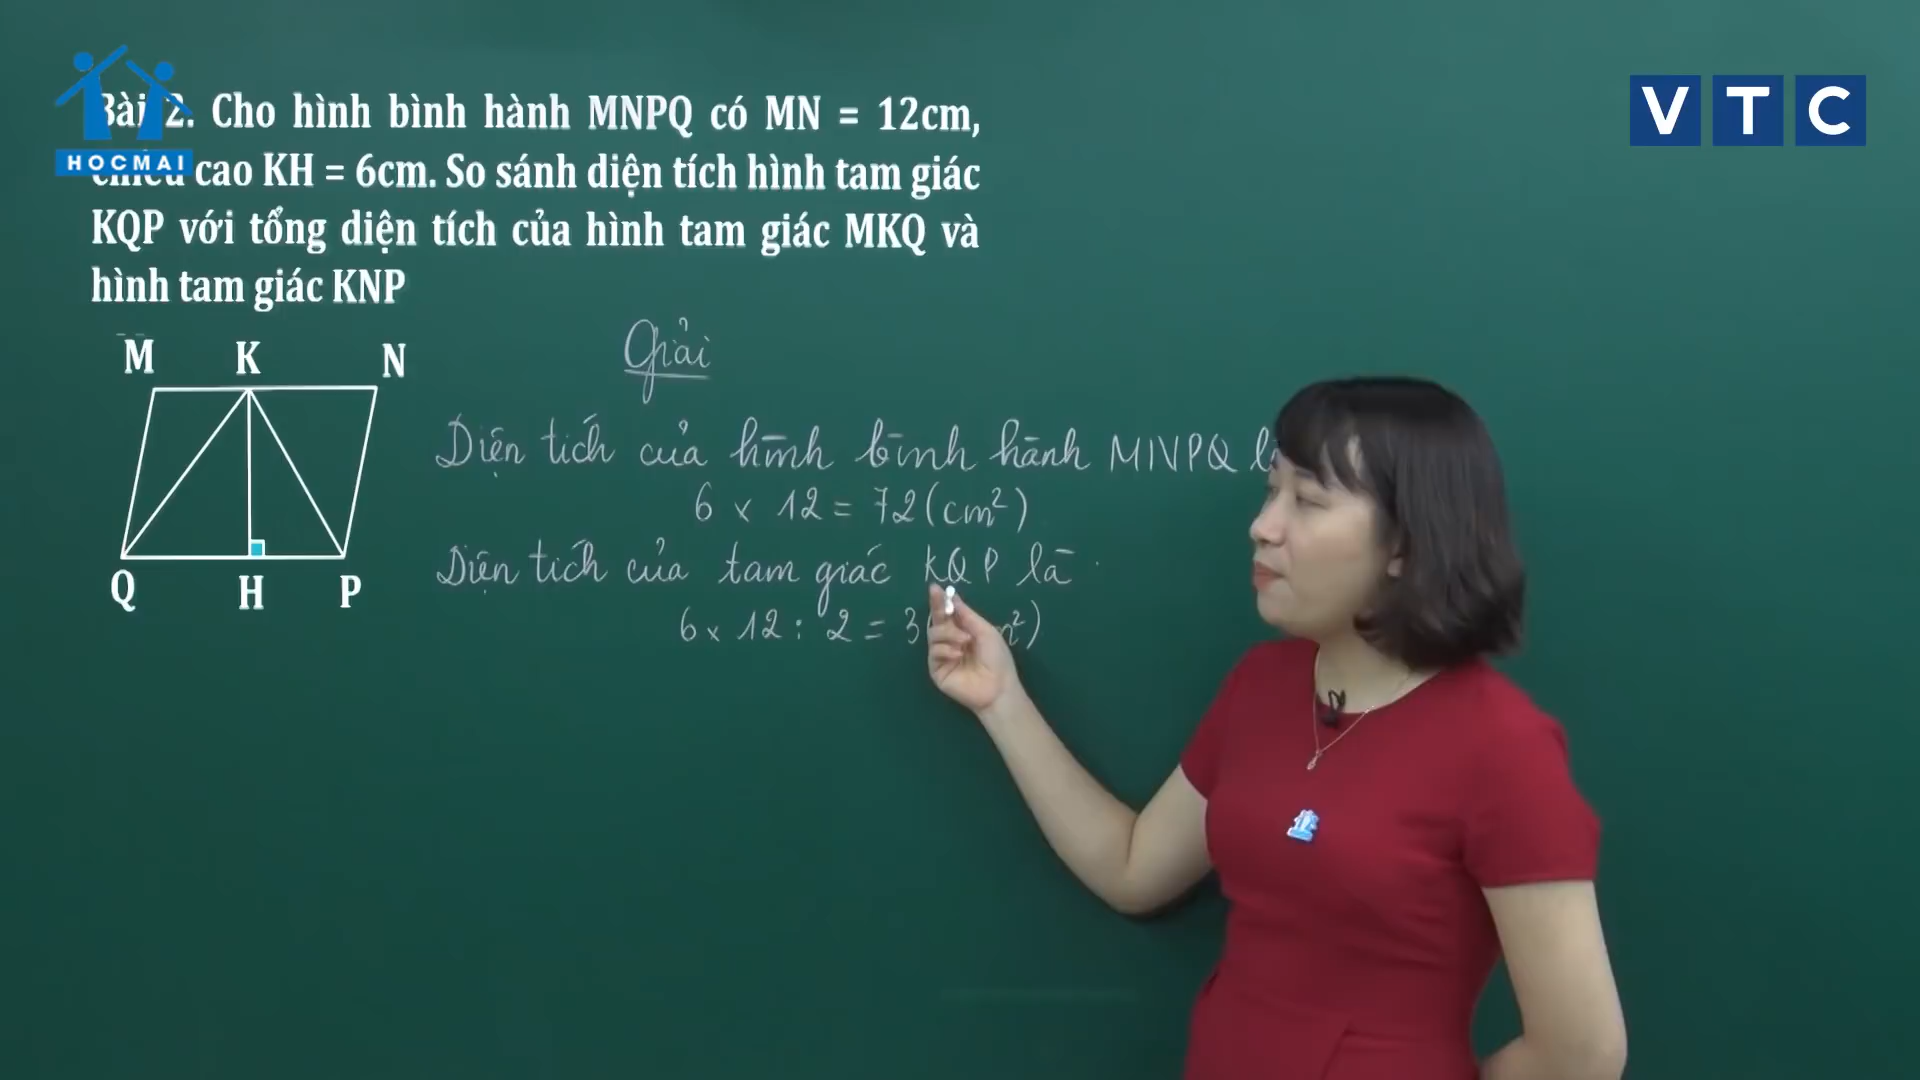 HOCMAI
VTC
Bài 2. Cho hình bình hành MNPQ có MN = 12cm,
cao KH = 6cm. So sánh diện tích hình tam giác
KQP với tổng diện tích của hình tam giác MKQ và
hình tam giác KNP
M K N
Q H P
Giải
Diện tích của hình bình hành MNPQ
6 x 12 = 72 (cm²)
Diện tích của tam giác KQP là
6 x 12 : 2 = 3